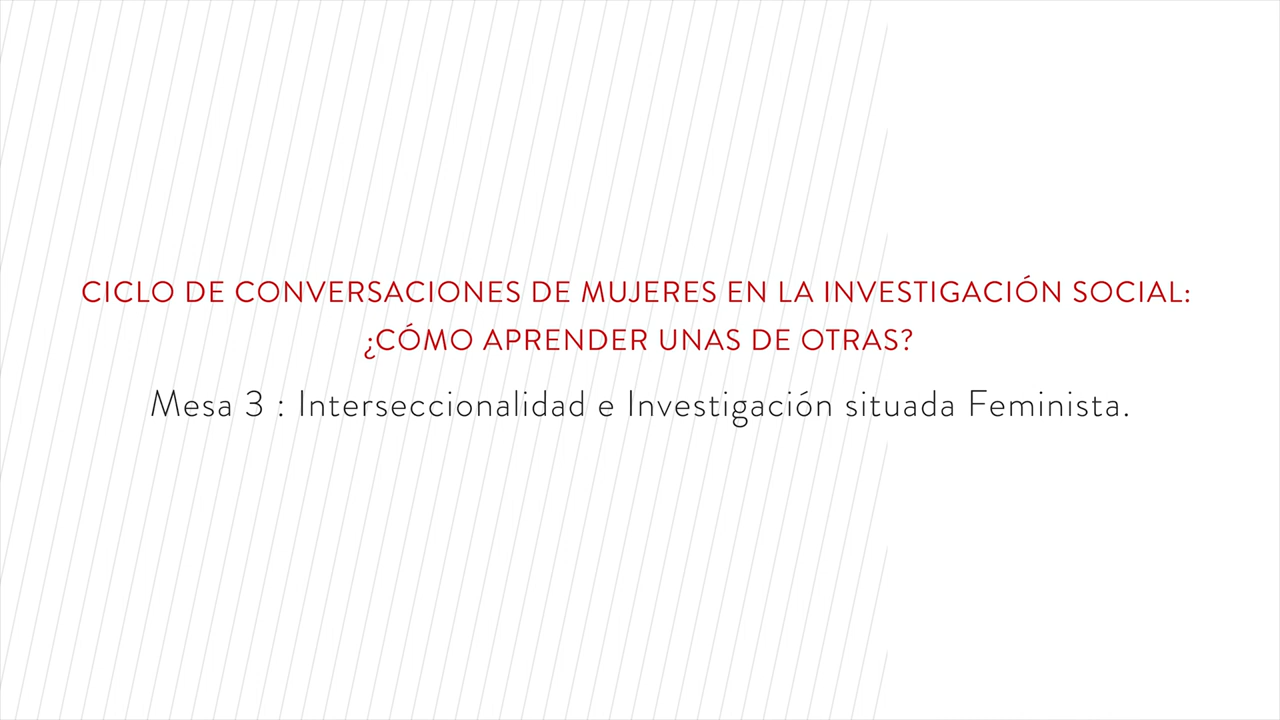 CICLO DE CONVERSACIONES DE MUJERES EN LA INVESTIGACIÓN SOCIAL:
¿CÓMO APRENDER UNAS DE OTRAS?
Mesa 3 : Interseccionalidad e Investigación situada Feminista.